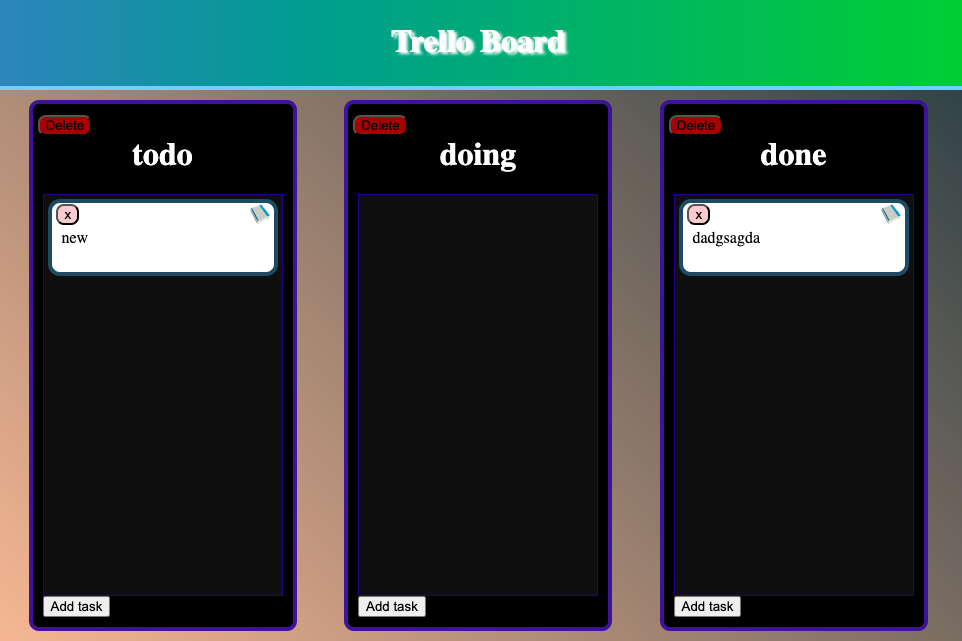 Trello Board
Delete
todo
x
new
Add task
Delete
doing
Add task
Delete
done
x
dadgsagda
Add task